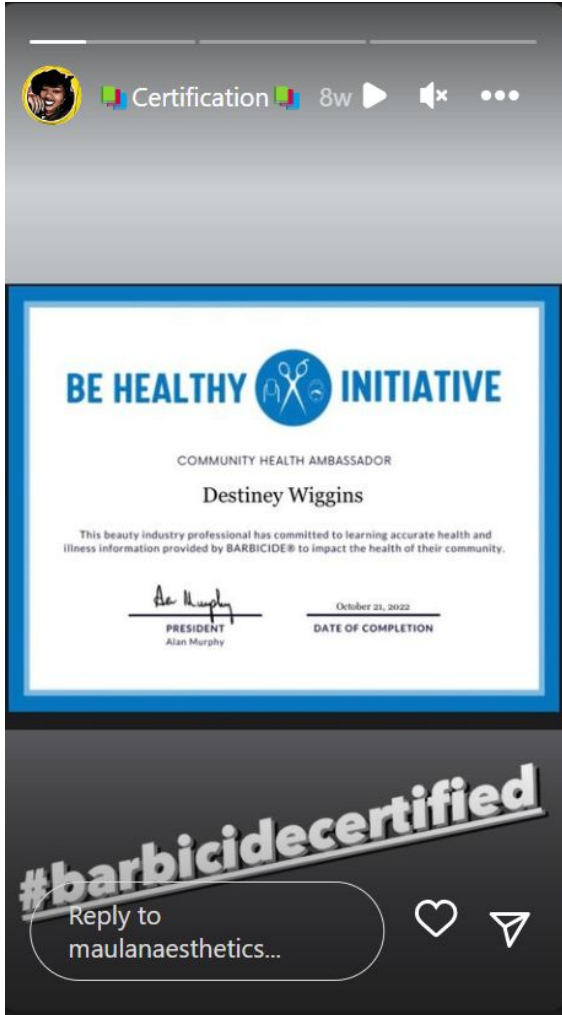 Certification 8w
BE HEALTHY INITIATIVE
COMMUNITY HEALTH AMBASSADOR
Destiney Wiggins
This beauty industry professional has committed to learning accurate health and
illness information provided by BARBICIDE® to impact the health of their community.
Alan Murphy
October 21, 2022
PRESIDENT DATE OF COMPLETION
Alan Murphy
#barbicidecertified
Reply to
maulanaesthetics...